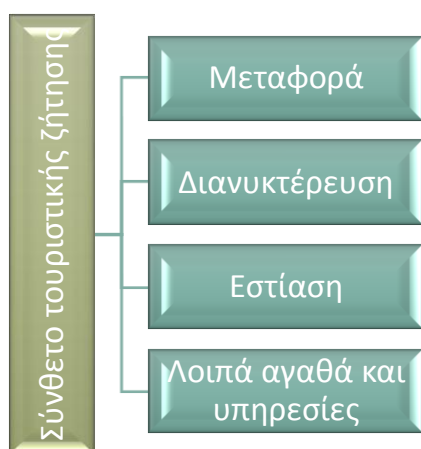 Σύνθετο τουριστικής ζήτησης
Μεταφορά
Διανυκτέρευση
Εστίαση
Λοιπά αγαθά και
υπηρεσίες